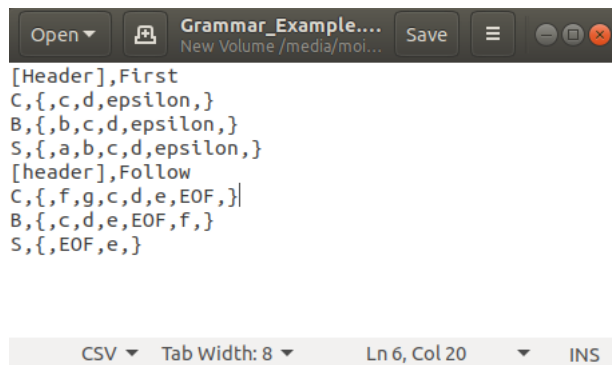 Open
Grammar_Example....
New Volume /media/moi...
Save
[Header],First
C,{,c,d,epsilon,}
B,{,b,c,d,epsilon,}
S,{,a,b,c,d,epsilon,}
[header],Follow
C,{,f,g,c,d,e,EOF,}
B,{,c,d,e,EOF,f,}
S,{,EOF,e,}
CSV Tab Width: 8 Ln 6, Col 20 INS